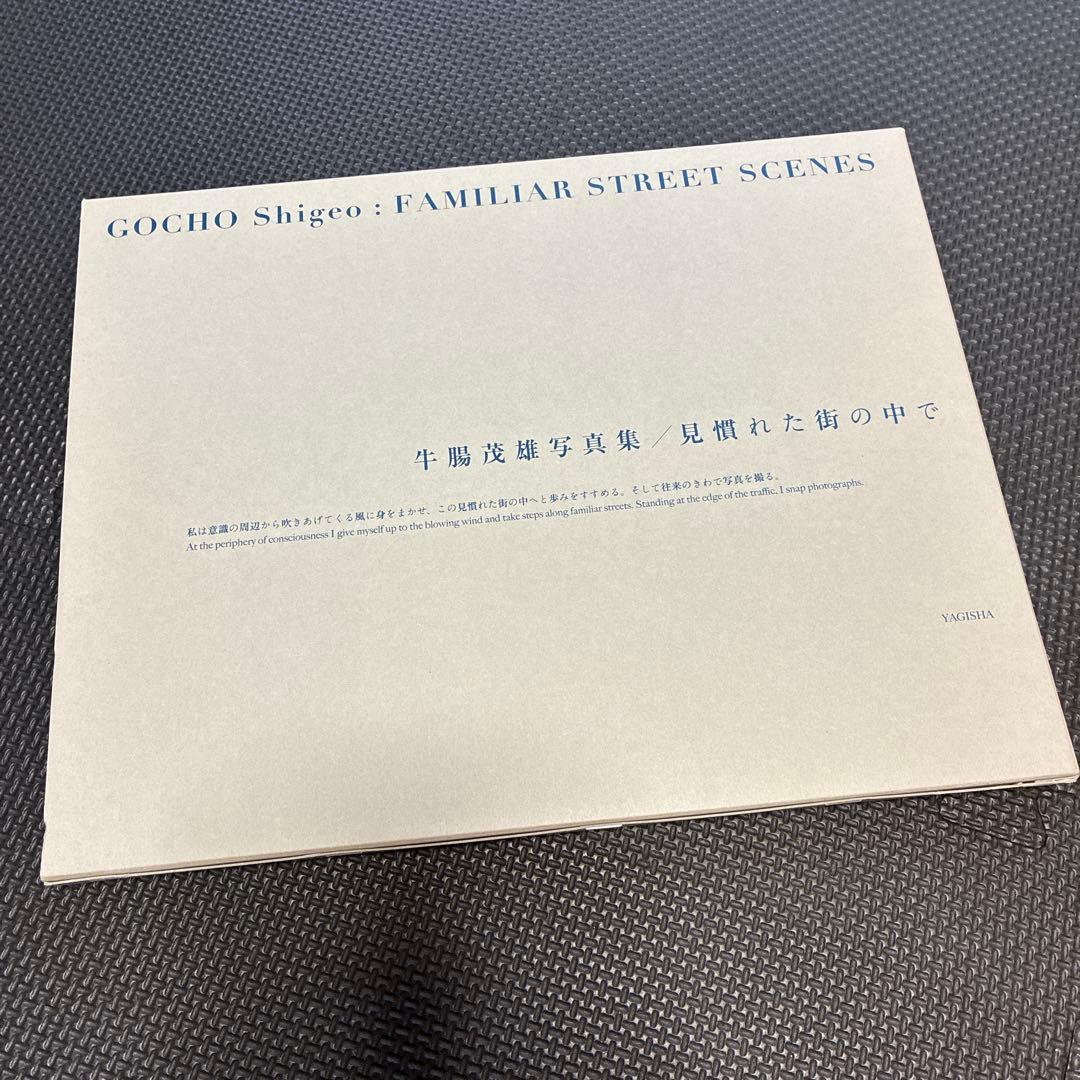 GOCHO Shigeo : FAMILIAR STREET SCENES
牛腸茂雄写真集／見慣れた街の中で
私は意識の周辺から吹きあげてくる風に身をまかせ、この見慣れた街の中へと歩みをすすめる。そして往来のきわで写真を撮る。
At the periphery of consciousness I give myself up to the blowing wind and take steps along familiar streets. Standing at the edge of the traffic. I snap photographs.
YAGISHA